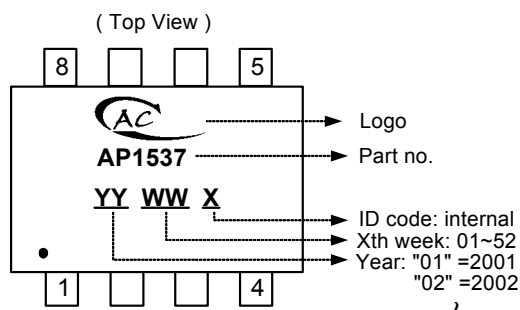 ( Top View )
8 5
AC
Logo
AP1537
Part no.
YY WW X
ID code: internal
Xth week: 01~52
Year: "01" =2001
"02" =2002
~
1 4